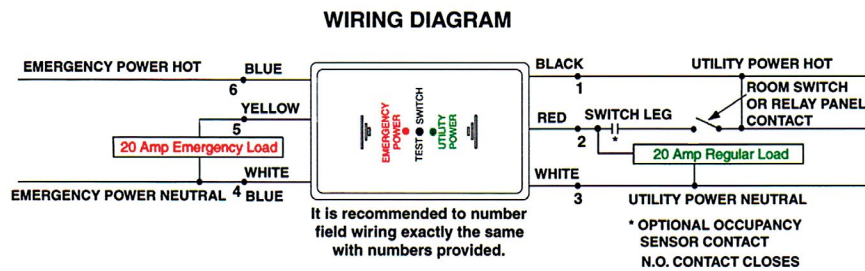 WIRING DIAGRAM
EMERGENCY POWER HOT
BLUE
6
YELLOW
5
20 Amp Emergency Load
WHITE
EMERGENCY POWER NEUTRAL
4
BLUE
EMERGENCY
POWER
TEST SWITCH
UTILITY
POWER
It is recommended to number
field wiring exactly the same
with numbers provided.
BLACK
1
UTILITY POWER HOT
ROOM SWITCH
OR RELAY PANEL
CONTACT
RED
2
SWITCH LEG
*
20 Amp Regular Load
WHITE
3
UTILITY POWER NEUTRAL
* OPTIONAL OCCUPANCY
SENSOR CONTACT
N.O. CONTACT CLOSES